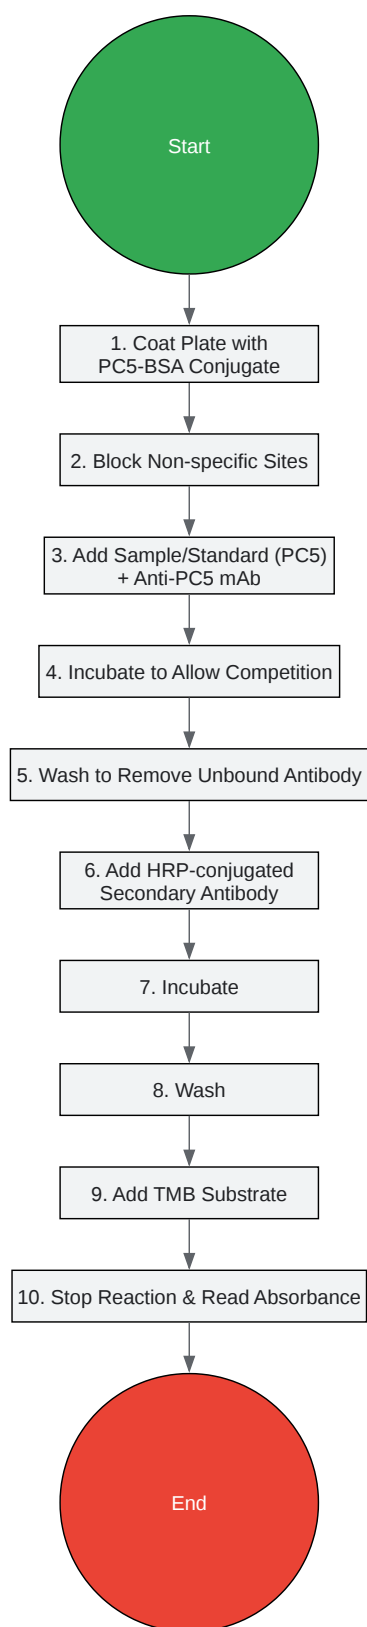 Start
1. Coat Plate with
PC5-BSA Conjugate
2. Block Non-specific Sites
3. Add Sample/Standard (PC5)
+ Anti-PC5 mAb
4. Incubate to Allow Competition
5. Wash to Remove Unbound Antibody
6. Add HRP-conjugated
Secondary Antibody
7. Incubate
8. Wash
9. Add TMB Substrate
10. Stop Reaction & Read Absorbance
End